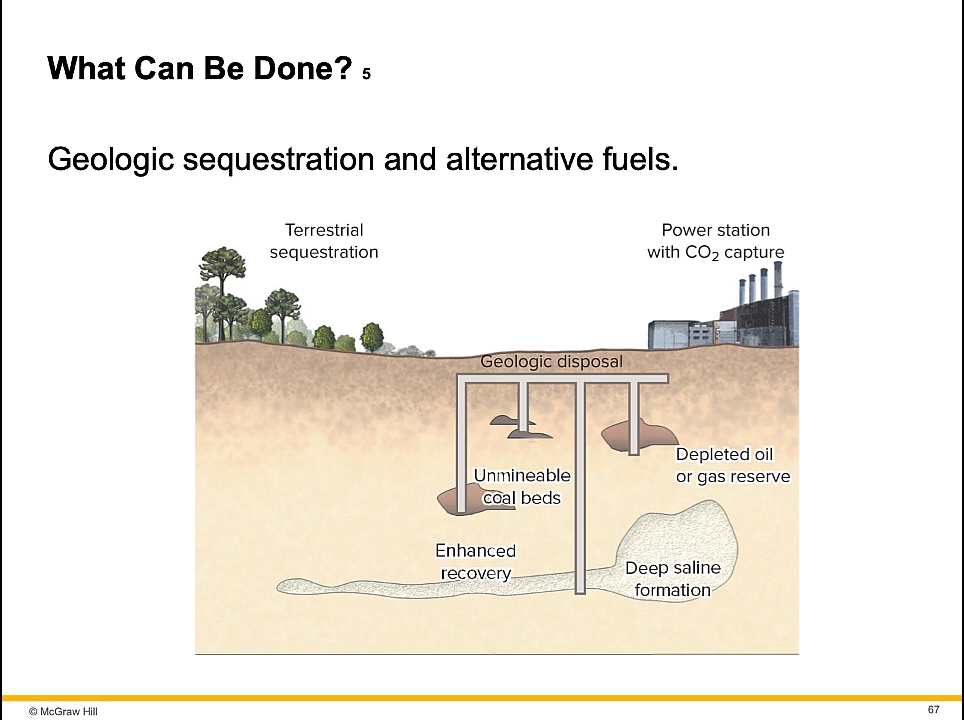 What Can Be Done? 5
Geologic sequestration and alternative fuels.
Terrestrial
sequestration
Power station
with CO₂ capture
Geologic disposal
Depleted oil
or gas reserve
Unmineable
coal beds
Enhanced
recovery
Deep saline
formation
© McGraw Hill
67